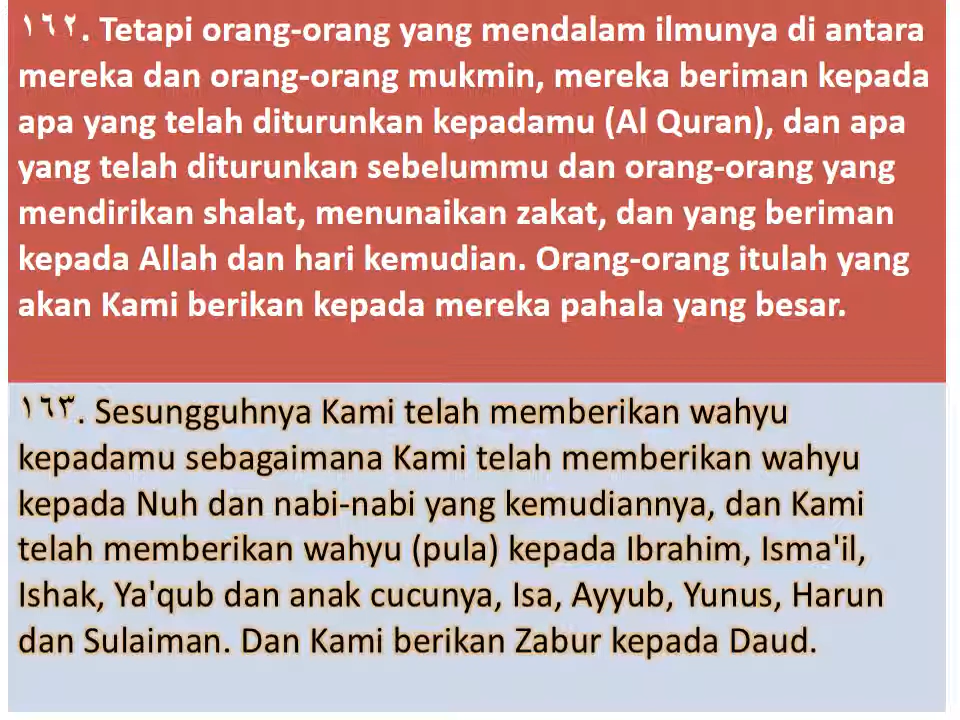 ١٦٢. Tetapi orang-orang yang mendalam ilmunya di antara
mereka dan orang-orang mukmin, mereka beriman kepada
apa yang telah diturunkan kepadamu (Al Quran), dan apa
yang telah diturunkan sebelummu dan orang-orang yang
mendirikan shalat, menunaikan zakat, dan yang beriman
kepada Allah dan hari kemudian. Orang-orang itulah yang
akan Kami berikan kepada mereka pahala yang besar.
١٦٣. Sesungguhnya Kami telah memberikan wahyu
kepadamu sebagaimana Kami telah memberikan wahyu
kepada Nuh dan nabi-nabi yang kemudiannya, dan Kami
telah memberikan wahyu (pula) kepada Ibrahim, Isma'il,
Ishak, Ya'qub dan anak cucunya, Isa, Ayyub, Yunus, Harun
dan Sulaiman. Dan Kami berikan Zabur kepada Daud.